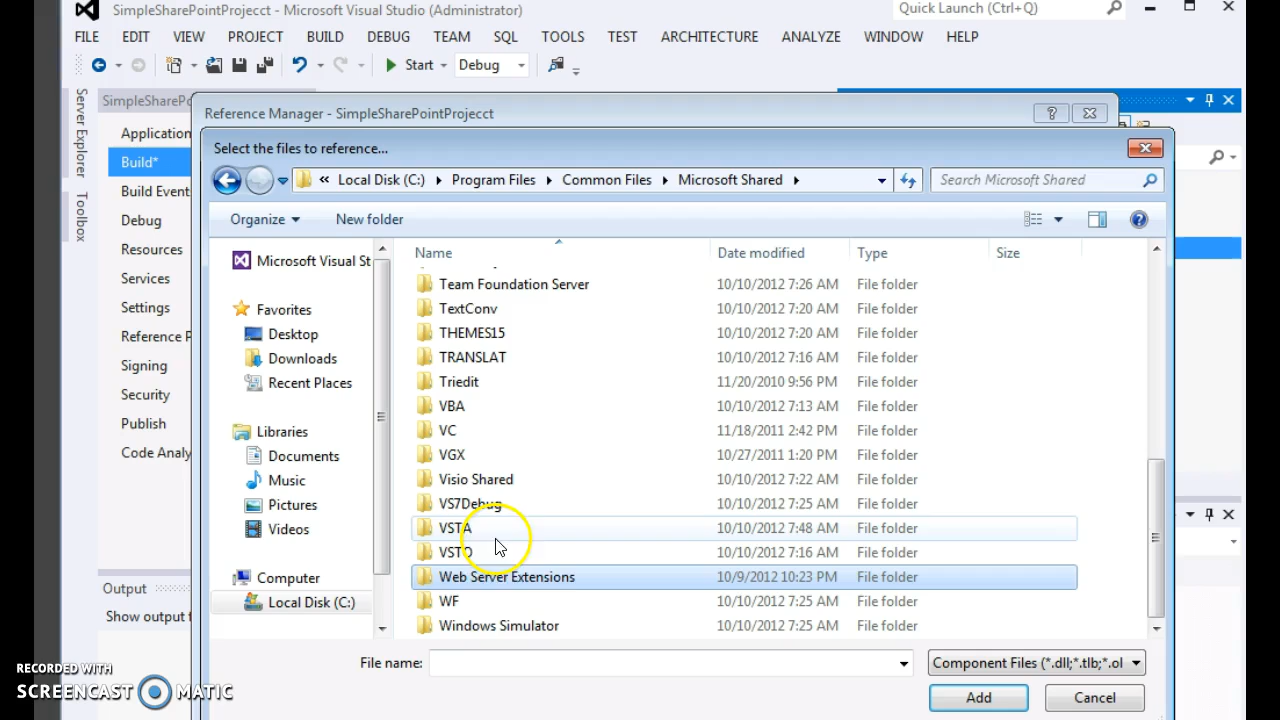 SimpleSharePointProjecct - Microsoft Visual Studio (Administrator)
Quick Launch (Ctrl+Q)
FILE EDIT VIEW PROJECT BUILD DEBUG TEAM SQL TOOLS TEST ARCHITECTURE ANALYZE WINDOW HELP
Start Debug
Server Explorer
Toolbox
SimpleSharePo
Application
Build*
Build Event
Debug
Resources
Services
Settings
Reference P
Signing
Security
Publish
Code Analy
Output
Show output f
Reference Manager - SimpleSharePointProjecct
Select the files to reference...
« Local Disk (C:) Program Files Common Files Microsoft Shared
Search Microsoft Shared
Organize New folder
Microsoft Visual St
Favorites
Desktop
Downloads
Recent Places
Libraries
Documents
Music
Pictures
Videos
Computer
Local Disk (C:)
Name Date modified Type Size
Team Foundation Server 10/10/2012 7:26 AM File folder
TextConv 10/10/2012 7:20 AM File folder
THEMES15 10/10/2012 7:20 AM File folder
TRANSLAT 10/10/2012 7:16 AM File folder
Triedit 11/20/2010 9:56 PM File folder
VBA 10/10/2012 7:13 AM File folder
VC 11/18/2011 2:42 PM File folder
VGX 10/27/2011 1:20 PM File folder
Visio Shared 10/10/2012 7:22 AM File folder
VS7Debug 10/10/2012 7:25 AM File folder
VSTA 10/10/2012 7:48 AM File folder
VSTO 10/10/2012 7:16 AM File folder
Web Server Extensions 10/9/2012 10:23 PM File folder
WF 10/10/2012 7:25 AM File folder
Windows Simulator 10/10/2012 7:25 AM File folder
File name:
Component Files (*.dll;*.tlb;*.ol
Add Cancel
RECORDED WITH
SCREENCAST MATIC